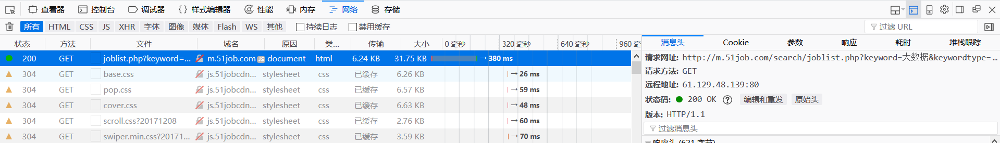 查看器 控制台 调试器 {} 样式编辑器 性能 内存 网络 存储
所有 HTML CSS JS XHR 字体 图像 媒体 Flash WS 其他 持续日志 禁用缓存 过滤 URL
状态 方法 文件 域名 原因 类... 传输 大小 0 毫秒 320 毫秒 640 毫秒 960 毫 消息头 Cookie 参数 响应 耗时 堆栈跟踪
200 GET joblist.php?keyword=... m.51job.com JS document html 6.24 KB 31.75 KB → 380 ms
304 GET base.css js.51jobcdn... stylesheet css 已缓存 6.26 KB → 26 ms
304 GET pop.css js.51jobcdn... stylesheet css 已缓存 6.57 KB → 59 ms
304 GET cover.css js.51jobcdn... stylesheet css 已缓存 6.63 KB → 48 ms
304 GET scroll.css?20171208 js.51jobcdn... stylesheet css 已缓存 2.76 KB → 60 ms
304 GET swiper.min.css?20171... js.51jobcdn... stylesheet css 已缓存 3.59 KB → 70 ms
请求网址: http://m.51job.com/search/joblist.php?keyword=大数据&keywordtype=...
请求方法: GET
远程地址: 61.129.48.139:80
状态码: 200 OK ? 编辑和重发 原始头
版本: HTTP/1.1
过滤消息头
响应头 (621 字节)